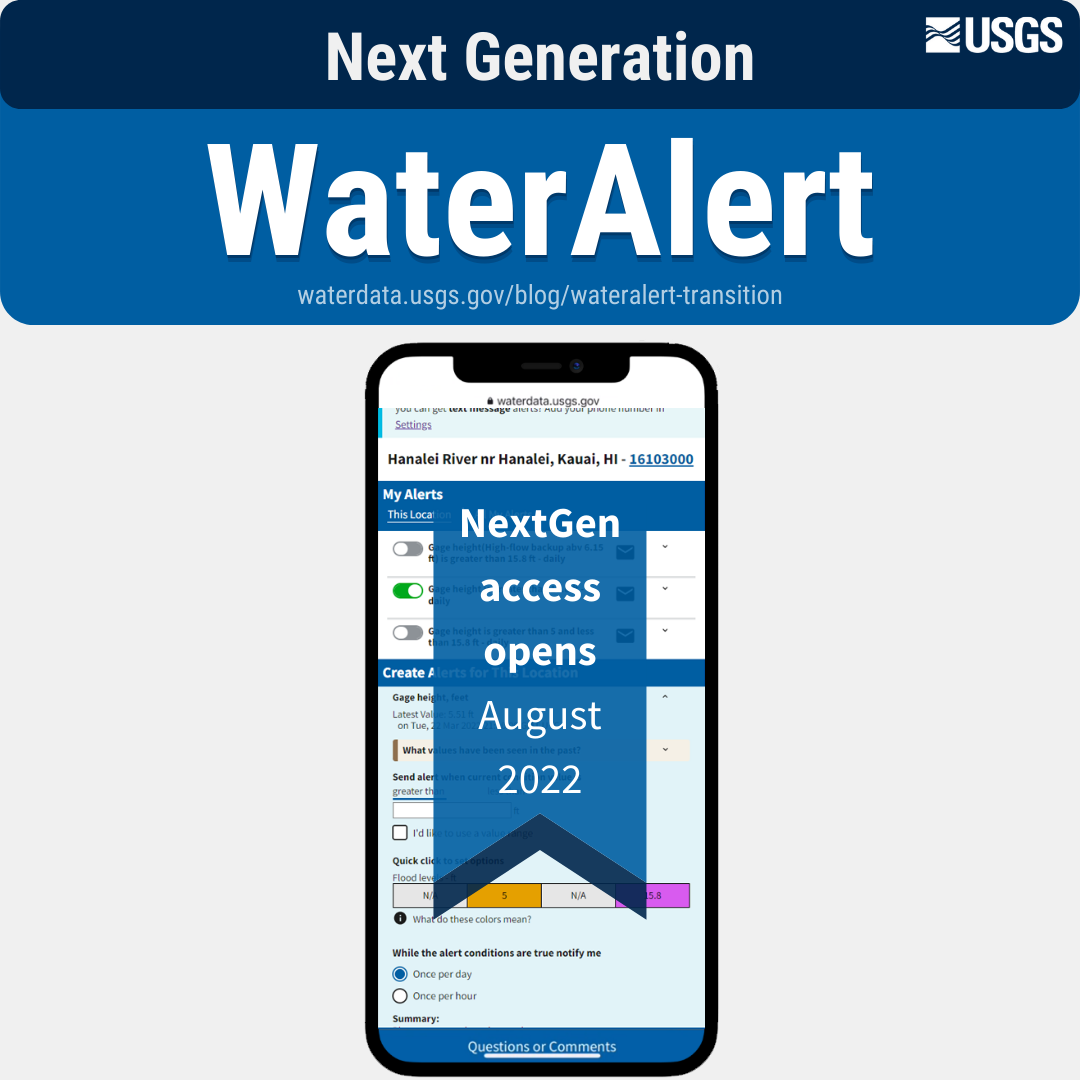 Next Generation
USGS
WaterAlert
waterdata.usgs.gov/blog/wateralert-transition
waterdata.usgs.gov
you can get text message alerts? Add your phone number in
Settings
Hanalei River nr Hanalei, Kauai, HI - 16103000
My Alerts
This Location
NextGen
access
opens
August
2022
Gage height(High-flow backup abv 6.15
ft) is greater than 15.8 ft - daily
Gage height
daily
Gage height is greater than 5 and less
than 15.8 ft - daily
Create Alerts for This Location
Gage height, feet
Latest Value 5.51 ft
on Tue, 22 Mar
What values have been seen in the past?
Send alert when current
greater than
ft
I'd like to use a value range
Quick click to set options
Flood levels
N/A
5
N/A
15.8
What do these colors mean?
While the alert conditions are true notify me
Once per day
Once per hour
Summary:
Questions or Comments